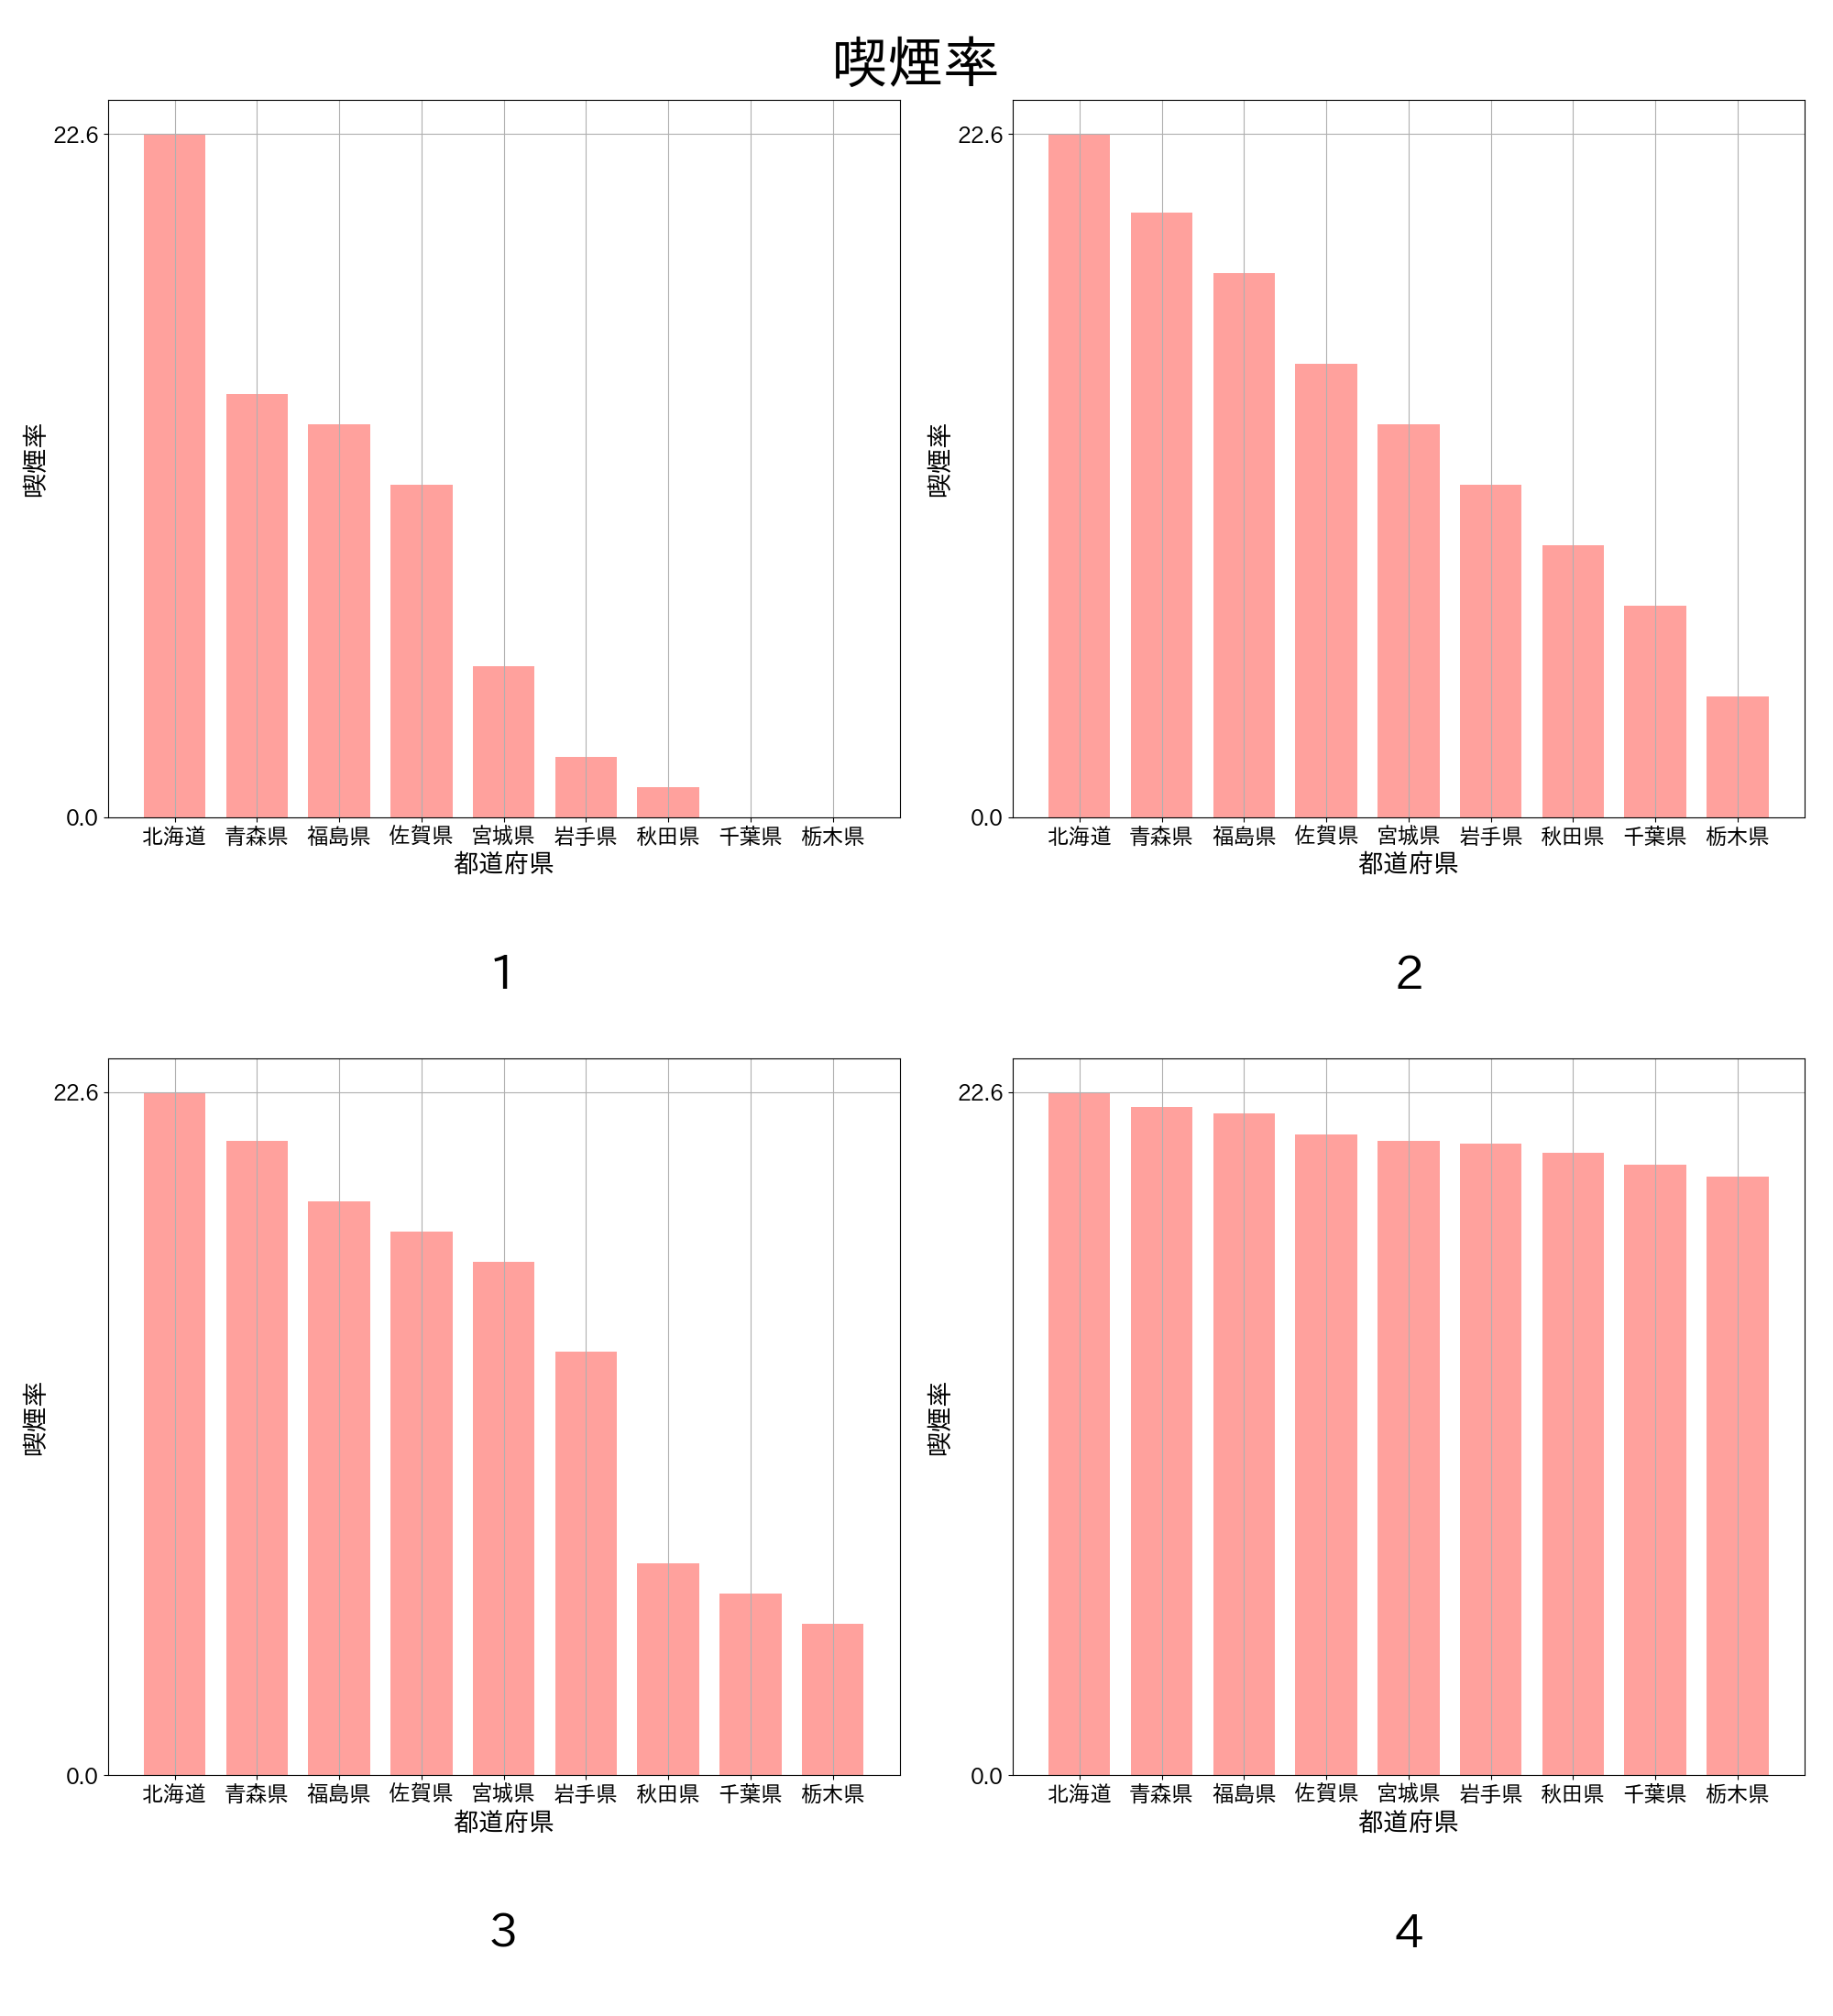 喫煙率
22.6
0.0
喫煙率
北海道 青森県 福島県 佐賀県 宮城県 岩手県 秋田県 千葉県 栃木県
都道府県
1
22.6
0.0
喫煙率
北海道 青森県 福島県 佐賀県 宮城県 岩手県 秋田県 千葉県 栃木県
都道府県
2
22.6
0.0
喫煙率
北海道 青森県 福島県 佐賀県 宮城県 岩手県 秋田県 千葉県 栃木県
都道府県
3
22.6
0.0
喫煙率
北海道 青森県 福島県 佐賀県 宮城県 岩手県 秋田県 千葉県 栃木県
都道府県
4